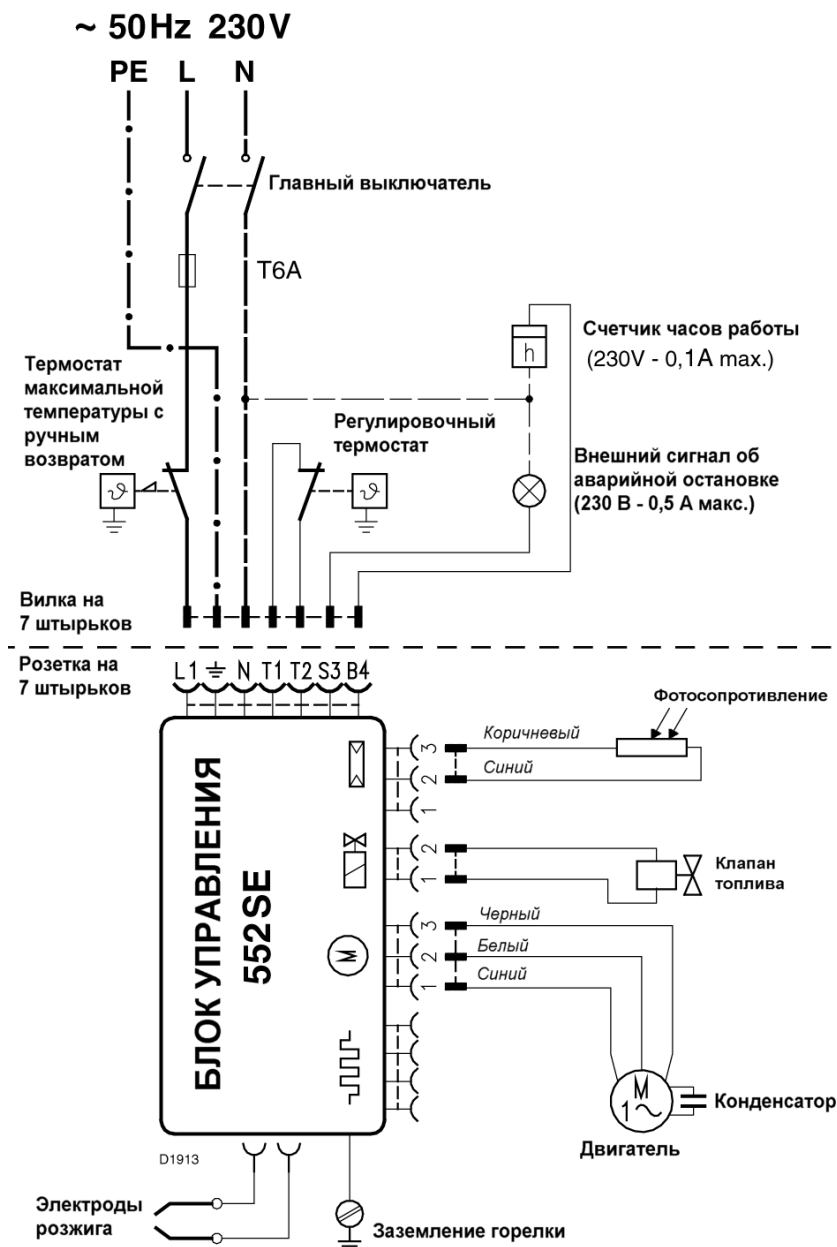 ~ 50Hz 230V
PE L N
Главный выключатель
T6A
Счетчик часов работы
(230V - 0,1A max.)
h
Термостат
максимальной
температуры с
ручным
возвратом
Регулировочный
термостат
Внешний сигнал об
аварийной остановке
(230 В - 0,5 А макс.)
ϑ
ϑ
Вилка на
7 штырьков
Розетка на
7 штырьков
L1 N T1 T2 S3 B4
БЛОК УПРАВЛЕНИЯ
552SE
Фотосопротивление
3 Коричневый
2 Синий
1
2
1
Клапан
топлива
3 Черный
M 2 Белый
1 Синий
M
1~
Конденсатор
Двигатель
D1913
Электроды
розжига
Заземление горелки